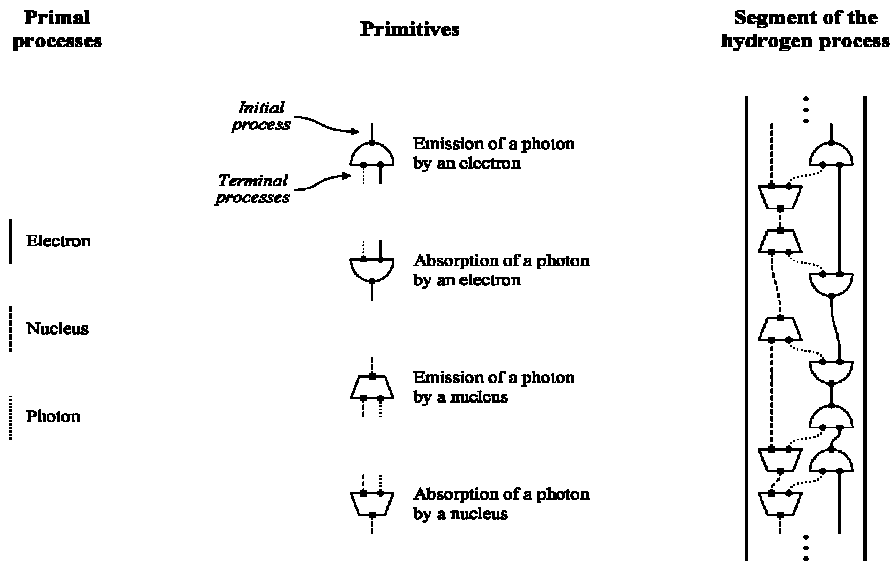 Primal
processes
Primitives
Segment of the
hydrogen process
Initial
process
Terminal
processes
Emission of a photon
by an electron
Electron
Absorption of a photon
by an electron
Nucleus
Emission of a photon
by a nucleus
Photon
Absorption of a photon
by a nucleus